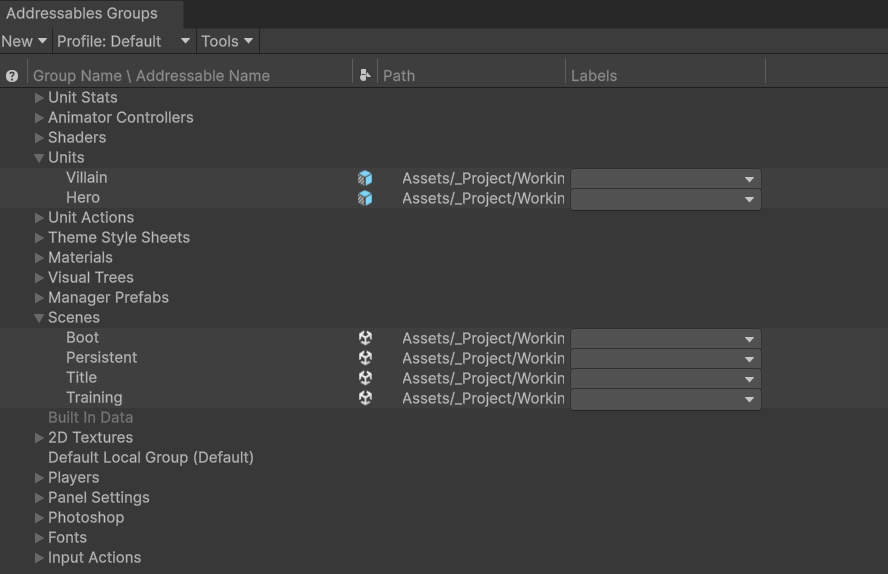 Addressables Groups
New Profile: Default Tools
? Group Name \ Addressable Name Path Labels
Unit Stats
Animator Controllers
Shaders
Units
Villain Assets/_Project/Workin
Hero Assets/_Project/Workin
Unit Actions
Theme Style Sheets
Materials
Visual Trees
Manager Prefabs
Scenes
Boot Assets/_Project/Workin
Persistent Assets/_Project/Workin
Title Assets/_Project/Workin
Training Assets/_Project/Workin
Built In Data
2D Textures
Default Local Group (Default)
Players
Panel Settings
Photoshop
Fonts
Input Actions